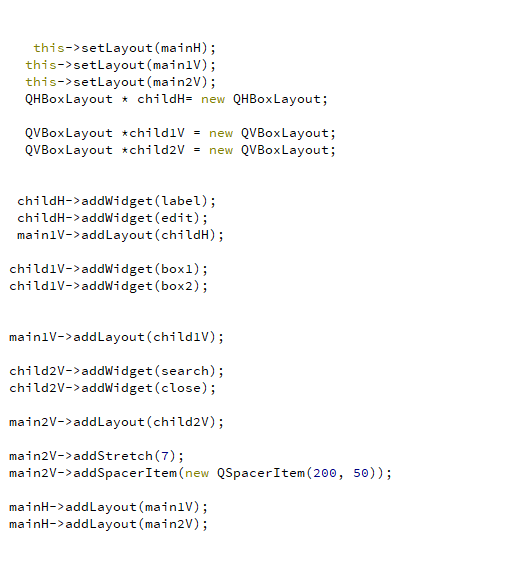 this->setLayout(mainH);
this->setLayout(main1V);
this->setLayout(main2V);
QHBoxLayout * childH= new QHBoxLayout;
QVBoxLayout *child1V = new QVBoxLayout;
QVBoxLayout *child2V = new QVBoxLayout;
childH->addWidget(label);
childH->addWidget(edit);
main1V->addLayout(childH);
child1V->addWidget(box1);
child1V->addWidget(box2);
main1V->addLayout(child1V);
child2V->addWidget(search);
child2V->addWidget(close);
main2V->addLayout(child2V);
main2V->addStretch(7);
main2V->addSpacerItem(new QSpacerItem(200, 50));
mainH->addLayout(main1V);
mainH->addLayout(main2V);